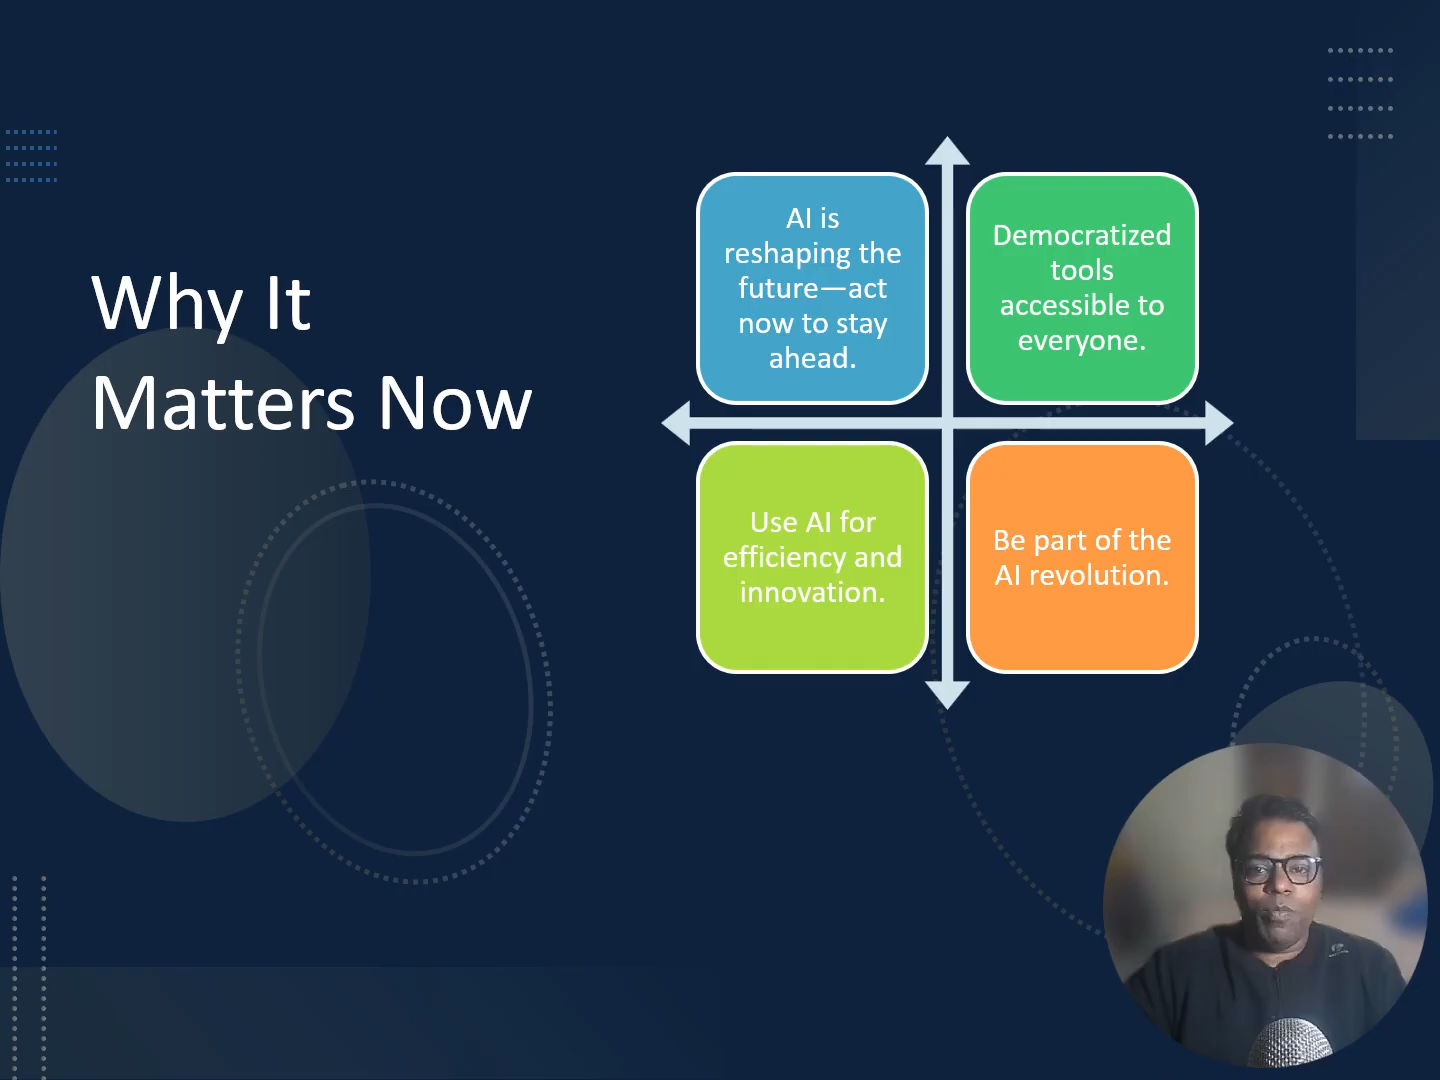 Why It
Matters Now
AI is
reshaping the
future—act
now to stay
ahead.
Democratized
tools
accessible to
everyone.
Use AI for
efficiency and
innovation.
Be part of the
AI revolution.